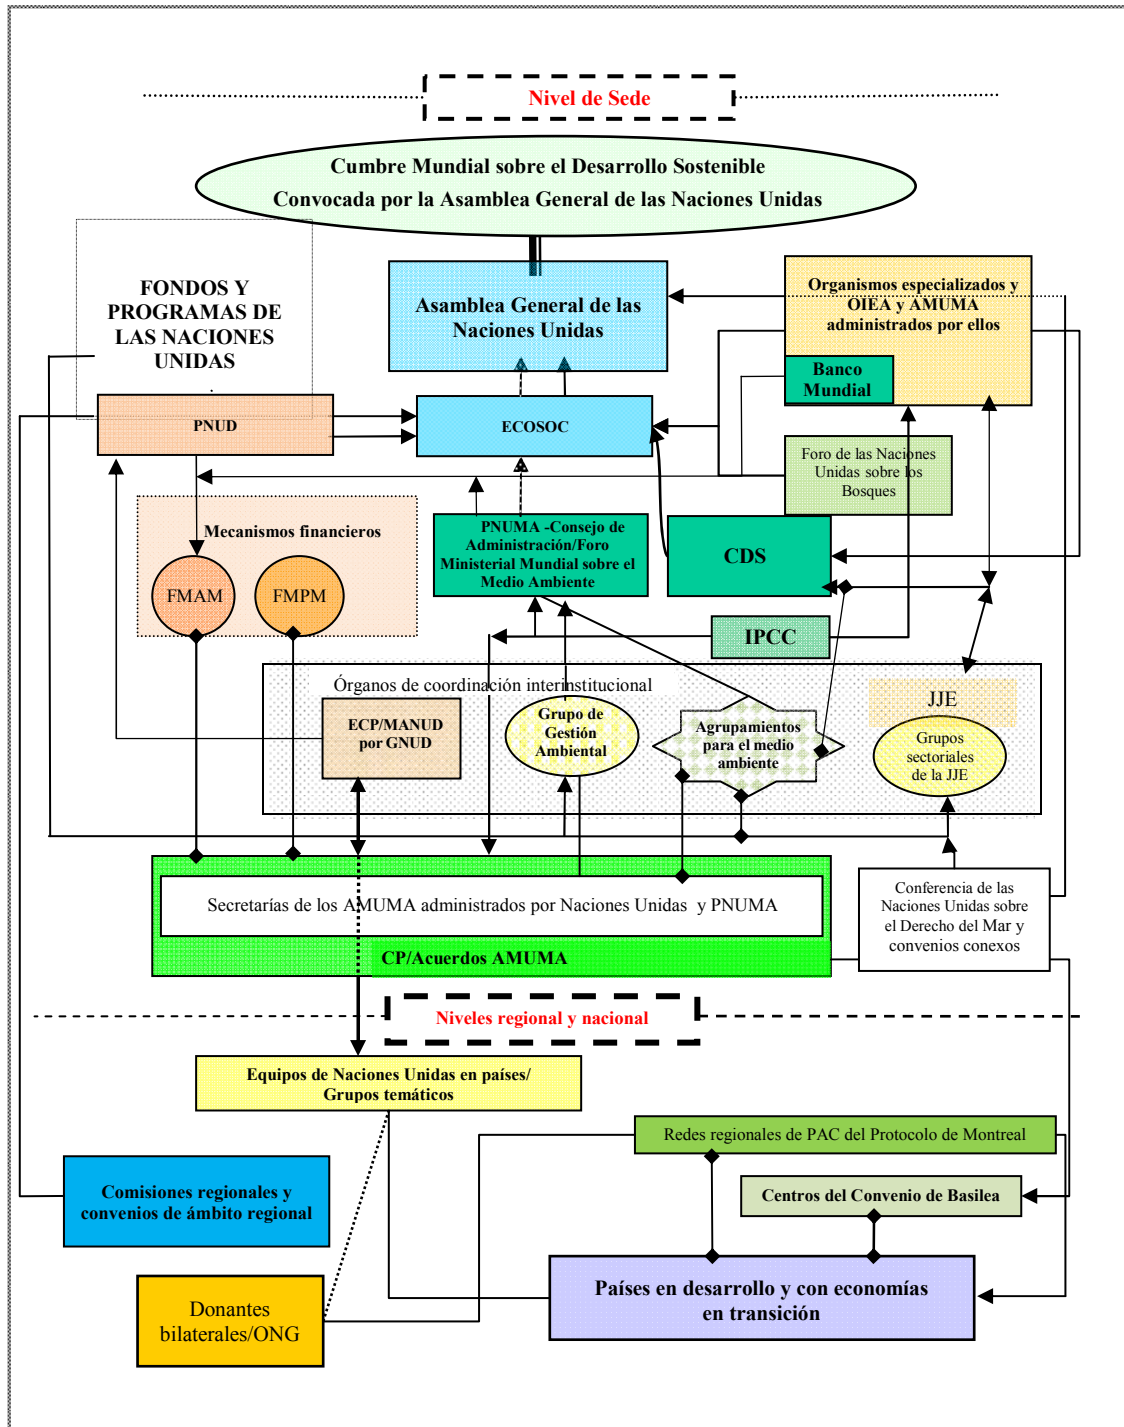 Nivel de Sede
Cumbre Mundial sobre el Desarrollo Sostenible
Convocada por la Asamblea General de las Naciones Unidas
FONDOS Y
PROGRAMAS DE
LAS NACIONES
UNIDAS
Asamblea General de las
Naciones Unidas
Organismos especializados y
OIEA y AMUMA
administrados por ellos
Banco
Mundial
PNUD
ECOSOC
Foro de las Naciones
Unidas sobre los
Bosques
Mecanismos financieros
FMAM
FMPM
PNUMA -Consejo de
Administración/Foro
Ministerial Mundial sobre el
Medio Ambiente
CDS
IPCC
Órganos de coordinación interinstitucional
ECP/MANUD
por GNUD
Grupo de
Gestión
Ambiental
Agrupamientos
para el medio
ambiente
JJE
Grupos
sectoriales
de la JJE
Secretarías de los AMUMA administrados por Naciones Unidas y PNUMA
CP/Acuerdos AMUMA
Conferencia de las
Naciones Unidas sobre
el Derecho del Mar y
convenios conexos
Niveles regional y nacional
Equipos de Naciones Unidas en países/
Grupos temáticos
Redes regionales de PAC del Protocolo de Montreal
Comisiones regionales y
convenios de ámbito regional
Centros del Convenio de Basilea
Donantes
bilaterales/ONG
Países en desarrollo y con economías
en transición